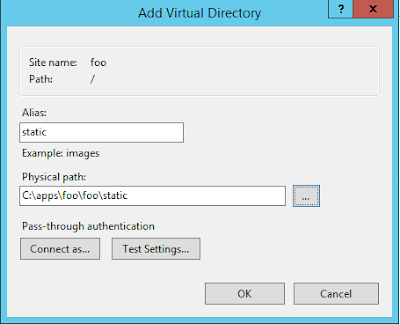 Add Virtual Directory
?
x
Site name: foo
Path: /
Alias:
static
Example: images
Physical path:
C:\apps\foo\foo\static
...
Pass-through authentication
Connect as... Test Settings...
OK Cancel